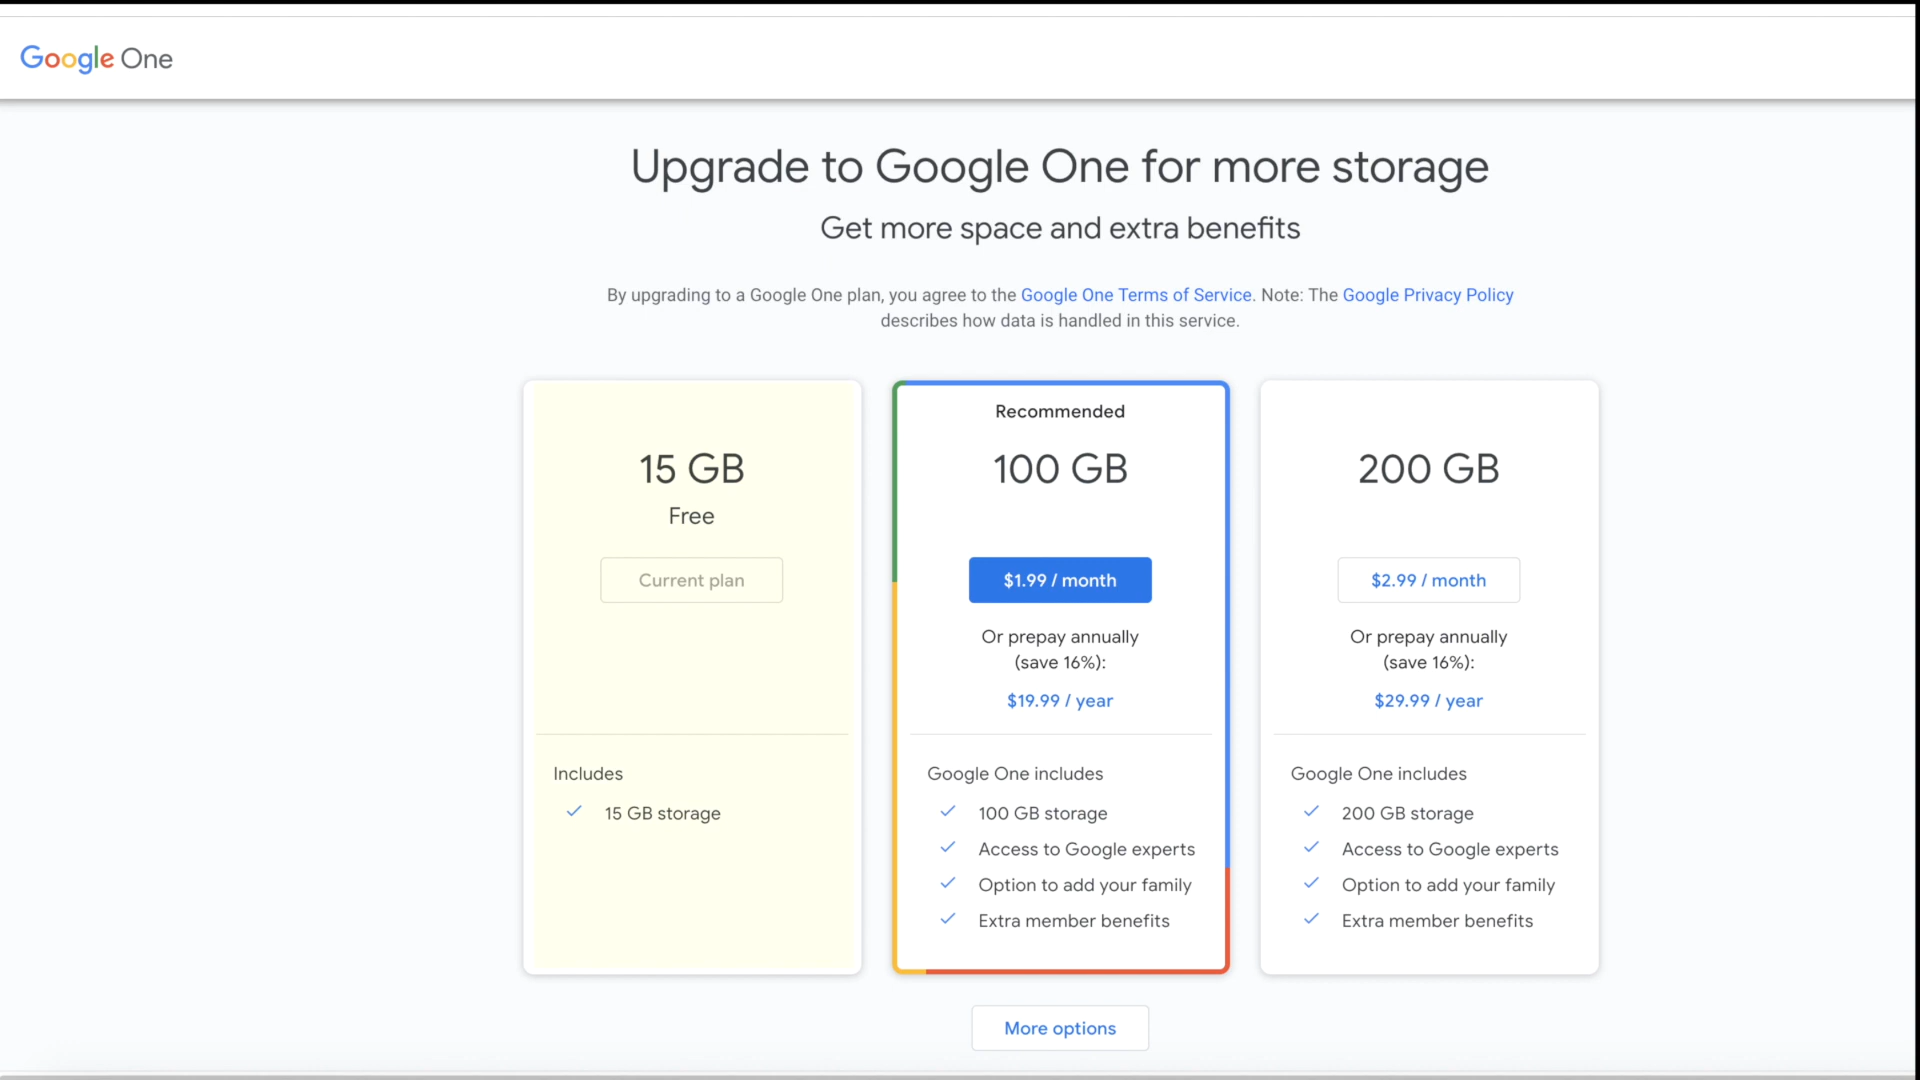 Google One
Upgrade to Google One for more storage
Get more space and extra benefits
By upgrading to a Google One plan, you agree to the Google One Terms of Service. Note: The Google Privacy Policy
describes how data is handled in this service.
15 GB
Free
Current plan
Includes
15 GB storage
Recommended
100 GB
$1.99 / month
Or prepay annually
(save 16%):
$19.99 / year
Google One includes
100 GB storage
Access to Google experts
Option to add your family
Extra member benefits
200 GB
$2.99 / month
Or prepay annually
(save 16%):
$29.99 / year
Google One includes
200 GB storage
Access to Google experts
Option to add your family
Extra member benefits
More options